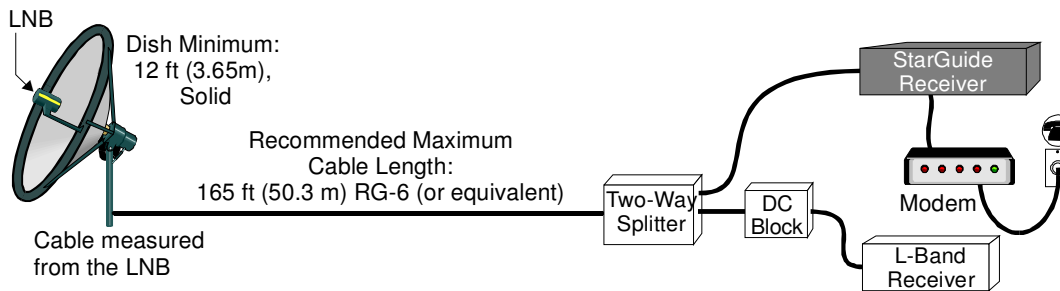 LNB
Dish Minimum:
12 ft (3.65m),
Solid
Recommended Maximum
Cable Length:
165 ft (50.3 m) RG-6 (or equivalent)
Cable measured
from the LNB
Two-Way
Splitter
DC
Block
StarGuide
Receiver
Modem
L-Band
Receiver